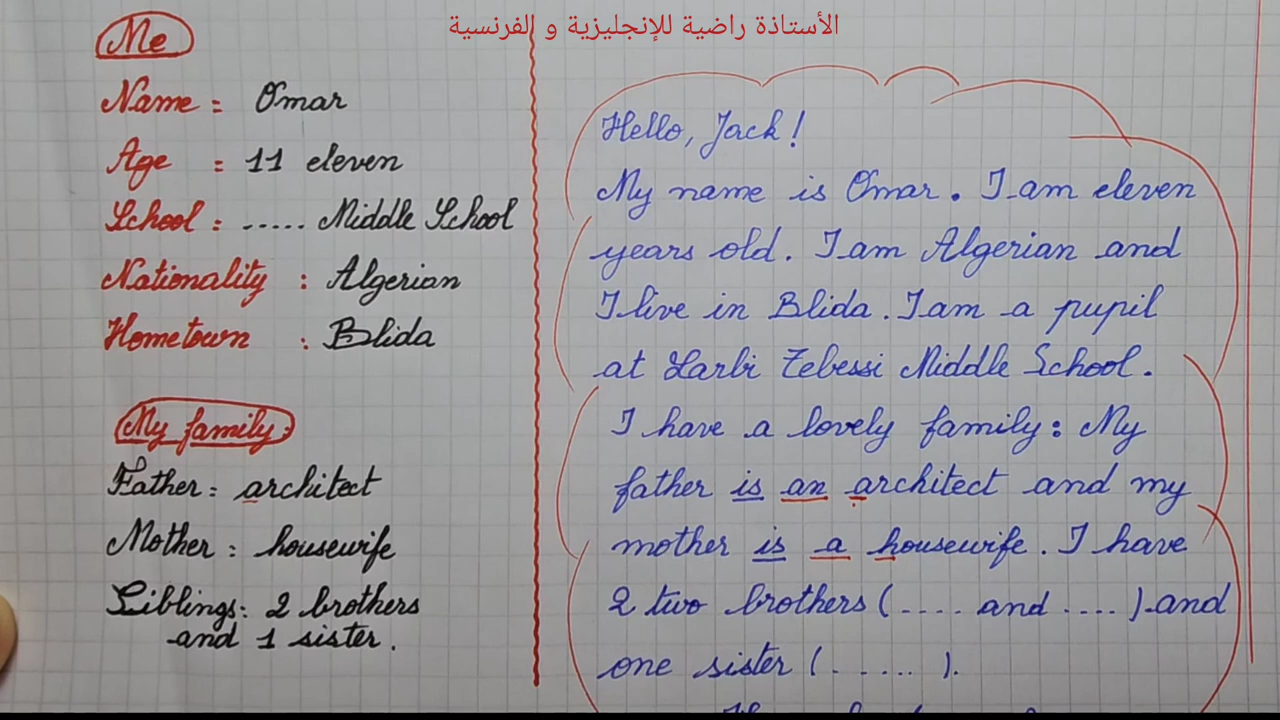 الأستاذة راضية للإنجليزية و الفرنسية
Me
Name : Omar
Age : 11 eleven
School : ..... Middle School
Nationality : Algerian
Hometown : Blida
My family:
Father : architect
Mother : housewife
Siblings: 2 brothers
and 1 sister.
Hello, Jack!
My name is Omar. I am eleven
years old. I am Algerian and
I live in Blida. I am a pupil
at Larbi Tebessi Middle School.
I have a lovely family: My
father is an architect and my
mother is a housewife. I have
2 two brothers (.... and ....) and
one sister (......).